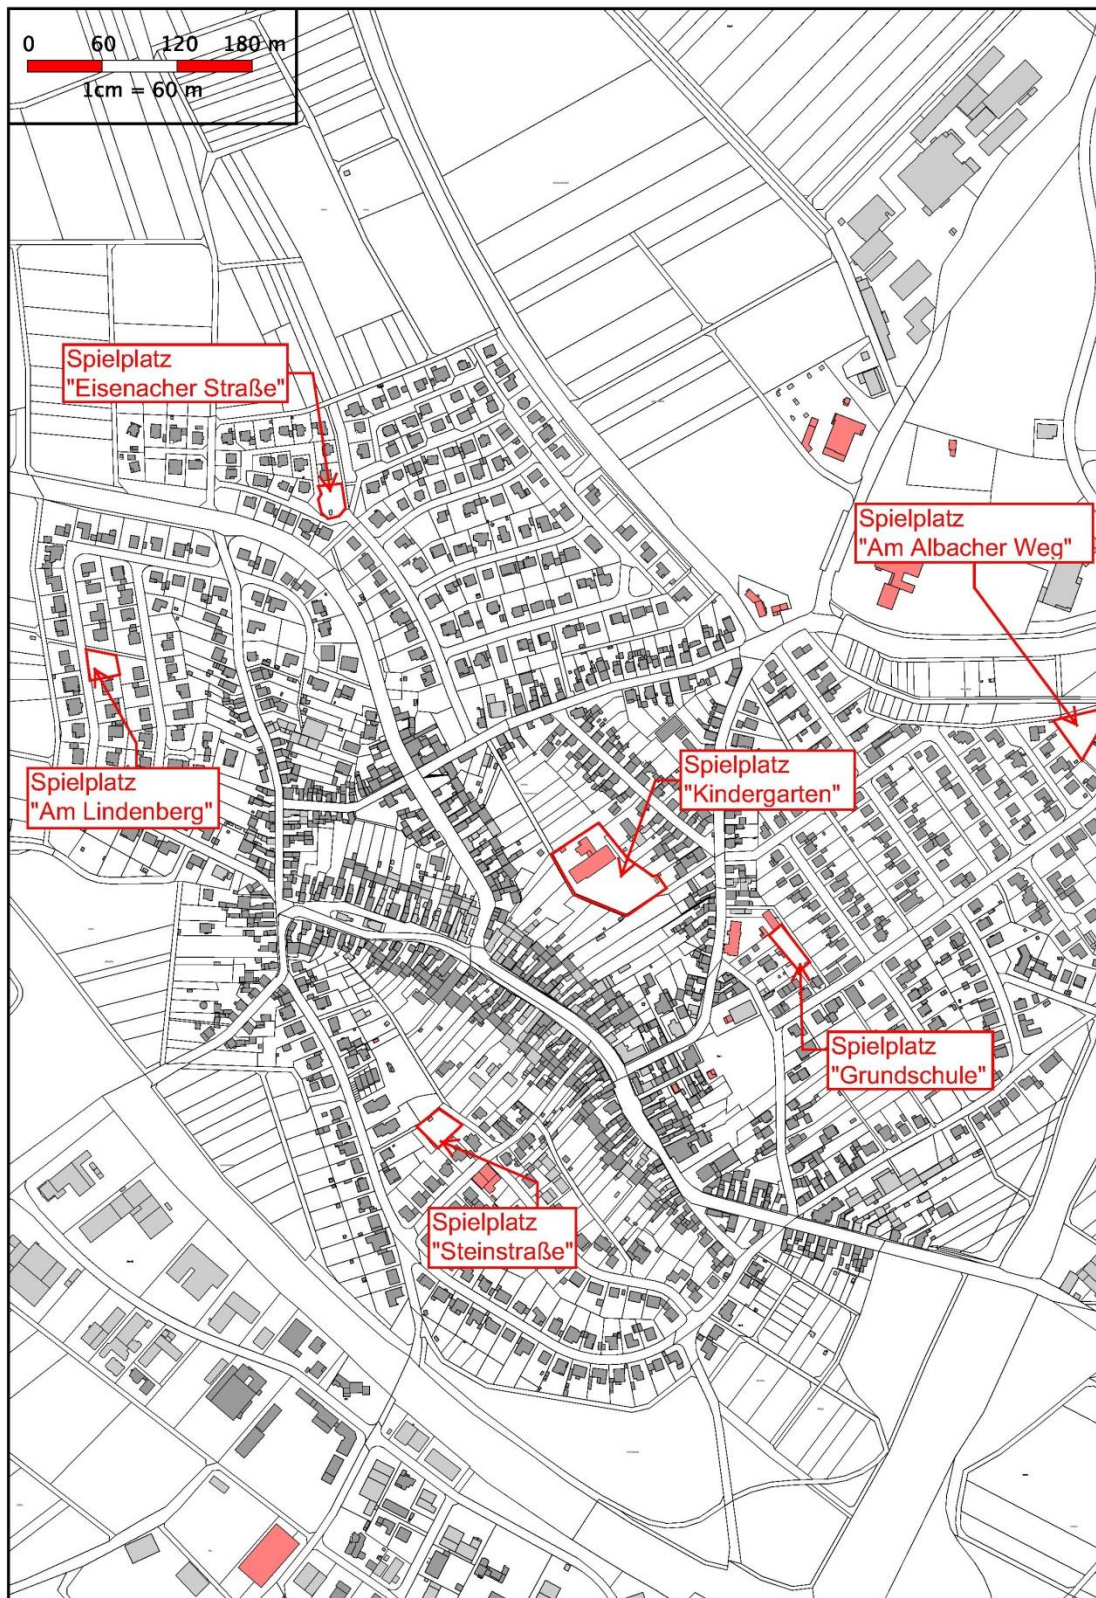 0 60 120 180 m
1cm = 60 m
Spielplatz
"Eisenacher Straße"
Spielplatz
"Am Albacher Weg"
Spielplatz
"Am Lindenberg"
Spielplatz
"Kindergarten"
Spielplatz
"Grundschule"
Spielplatz
"Steinstraße"